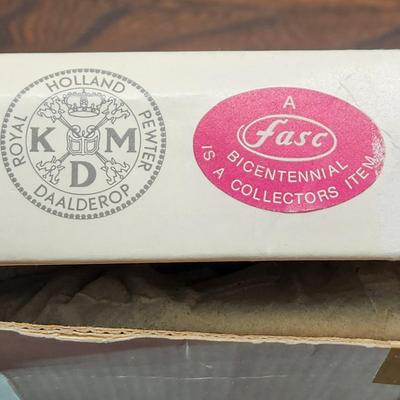 ROYAL HOLLAND PEWTER
K M
D
DAALDEROP
A
fasc
BICENTENNIAL
IS A COLLECTORS ITEM